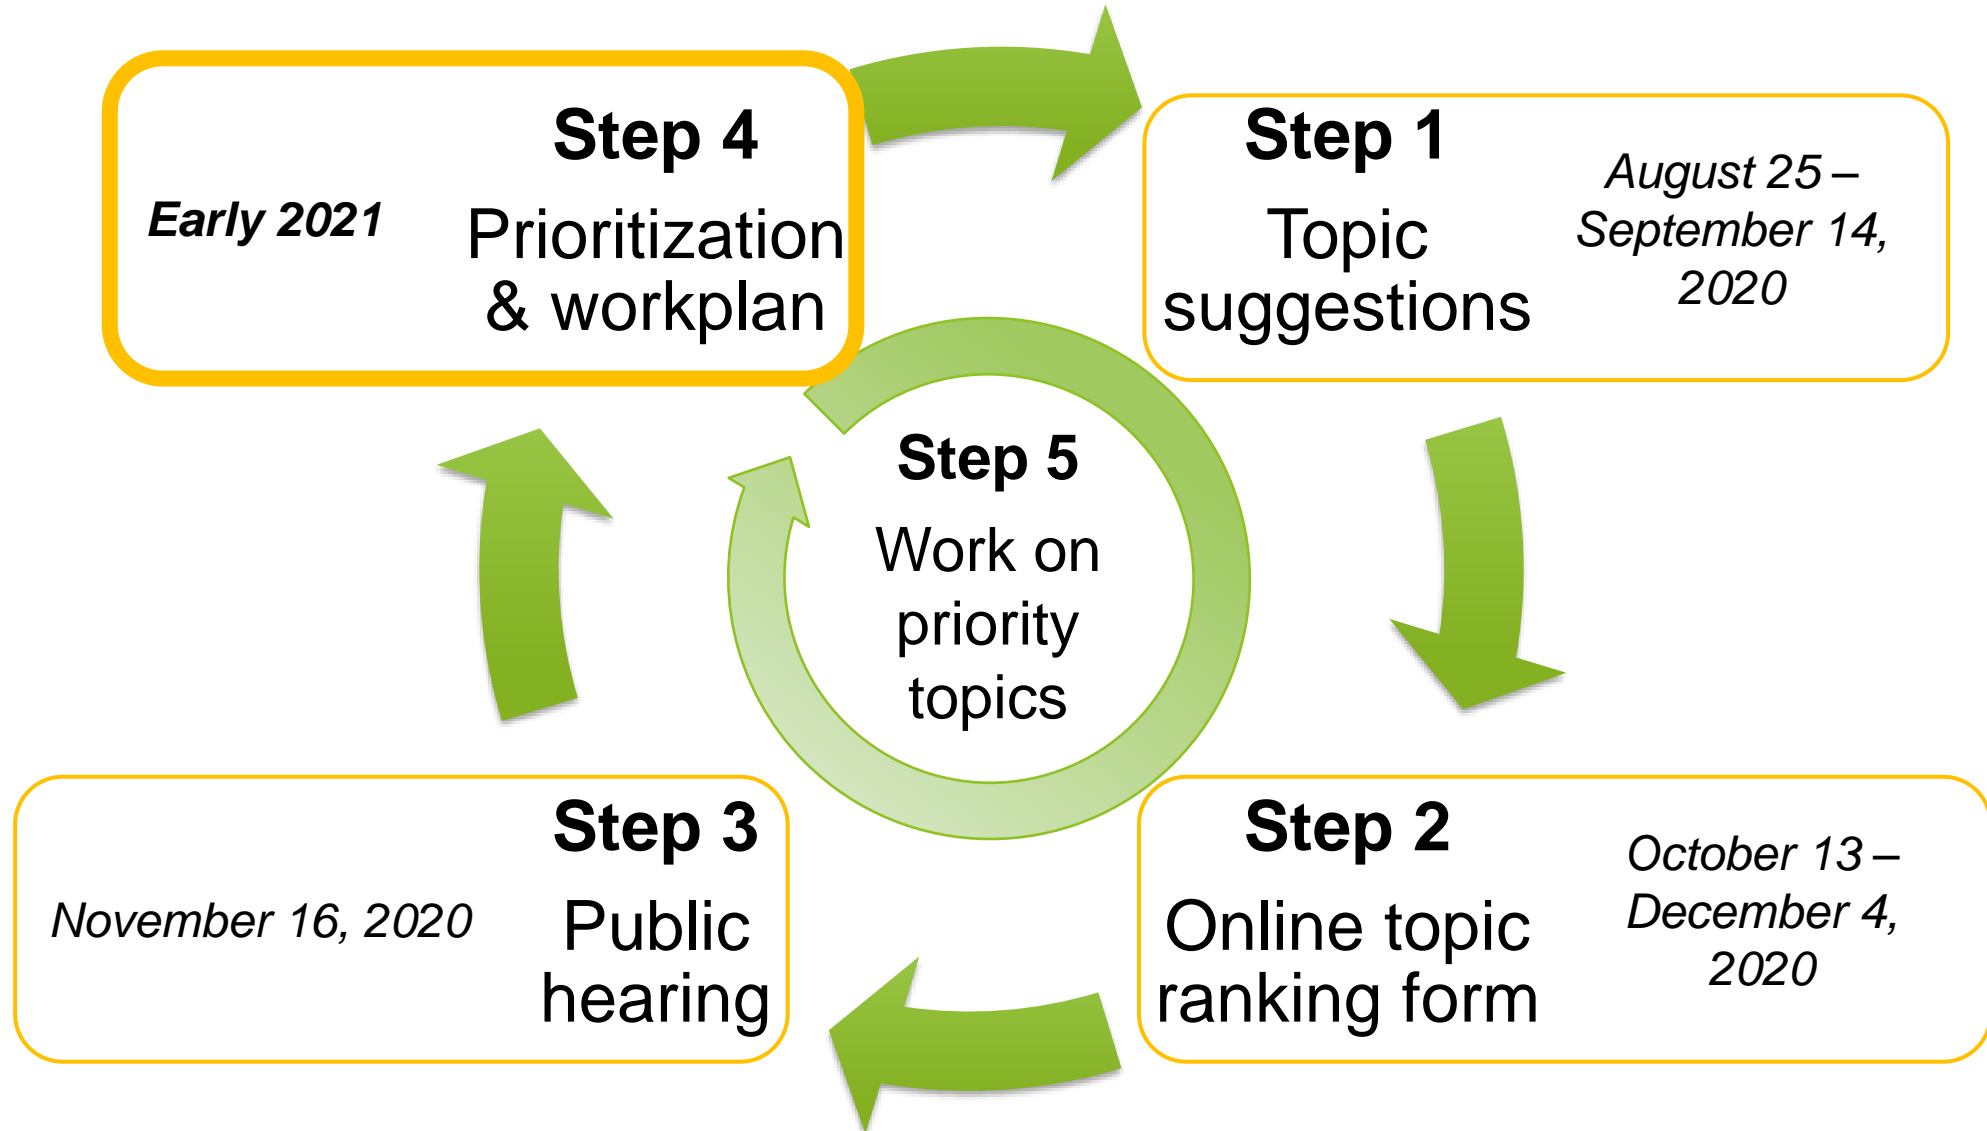 Step 4
Prioritization
& workplan
Early 2021
Step 1
Topic
suggestions
August 25 –
September 14,
2020
Step 5
Work on
priority
topics
Step 3
Public
hearing
November 16, 2020
Step 2
Online topic
ranking form
October 13 –
December 4,
2020